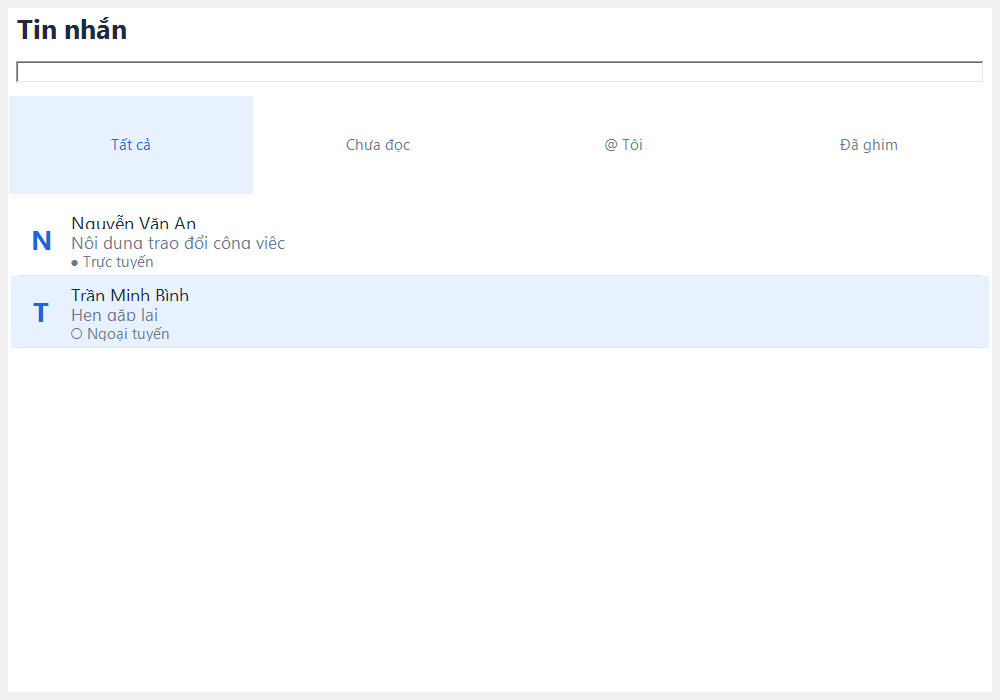 Tin nhắn
Tất cả
Chưa đọc
@ Tôi
Đã ghim
N
Nguyễn Văn An
Nội dung trao đổi công việc
● Trực tuyến
T
Trần Minh Bình
Hẹn gặp lại
○ Ngoại tuyến